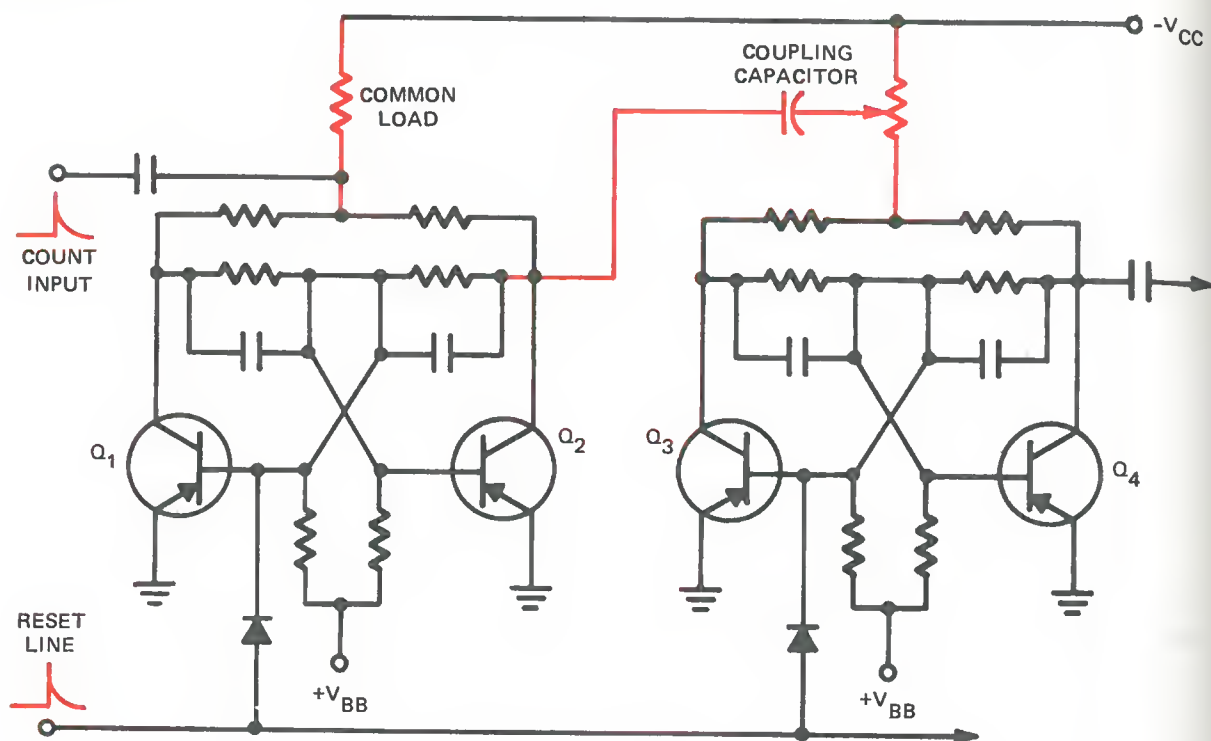 -VCC
COUPLING
CAPACITOR
COMMON
LOAD
COUNT
INPUT
Q1
Q2
Q3
Q4
RESET
LINE
+VBB
+VBB